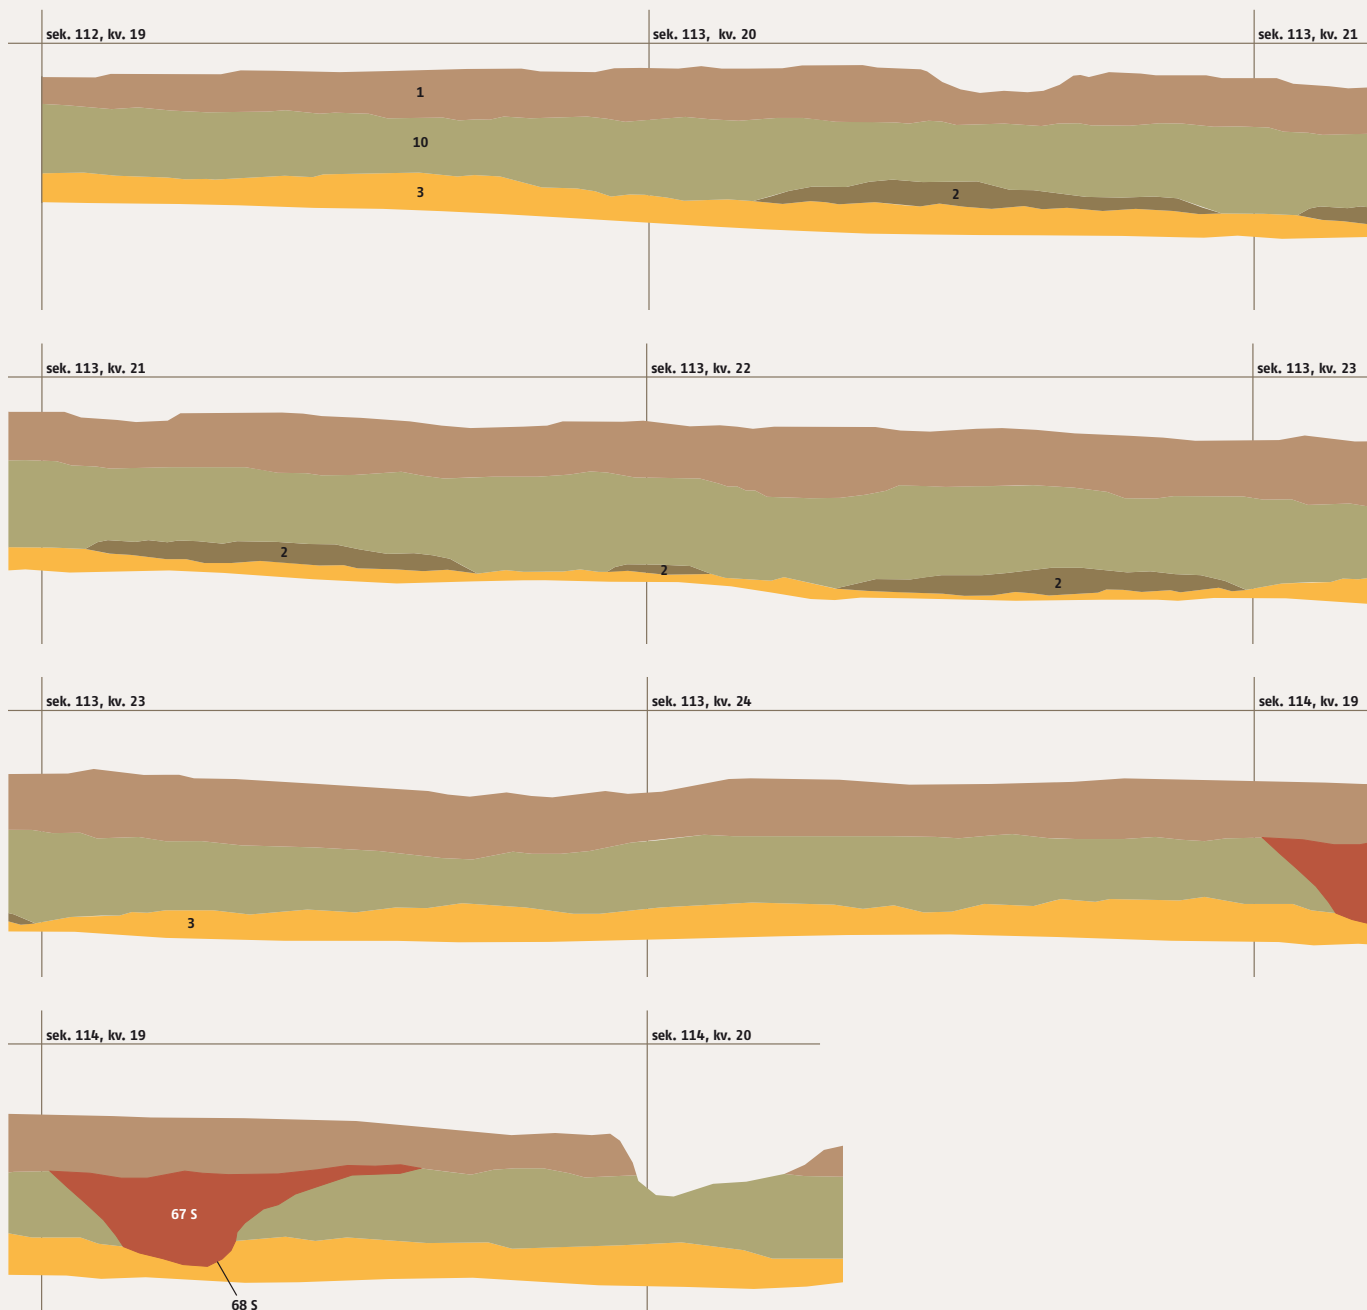 sek. 112, kv. 19
sek. 113, kv. 20
sek. 113, kv. 21
1
10
3
2
sek. 113, kv. 21
sek. 113, kv. 22
sek. 113, kv. 23
2
2
2
sek. 113, kv. 23
sek. 113, kv. 24
sek. 114, kv. 19
3
sek. 114, kv. 19
sek. 114, kv. 20
67 S
68 S